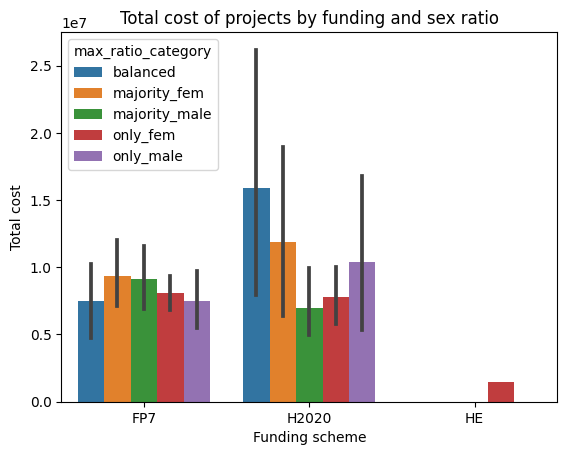 Total cost of projects by funding and sex ratio
1e7
max_ratio_category
balanced
majority_fem
majority_male
only_fem
only_male
2.5
2.0
1.5
1.0
0.5
0.0
Total cost
FP7
H2020
HE
Funding scheme